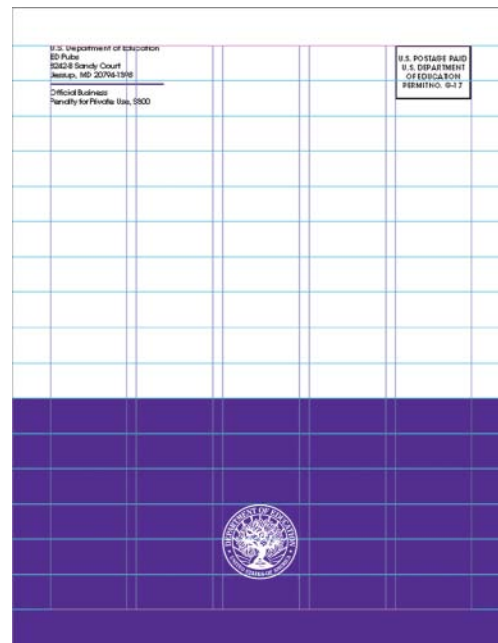 U.S. Department of Education
ED Pubs
8242-B Sandy Court
Jessup, MD 20794-1398
Official Business
Penalty for Private Use, $300
U.S. POSTAGE PAID
U.S. DEPARTMENT
OF EDUCATION
PERMIT NO. G-17
DEPARTMENT OF EDUCATION
UNITED STATES OF AMERICA